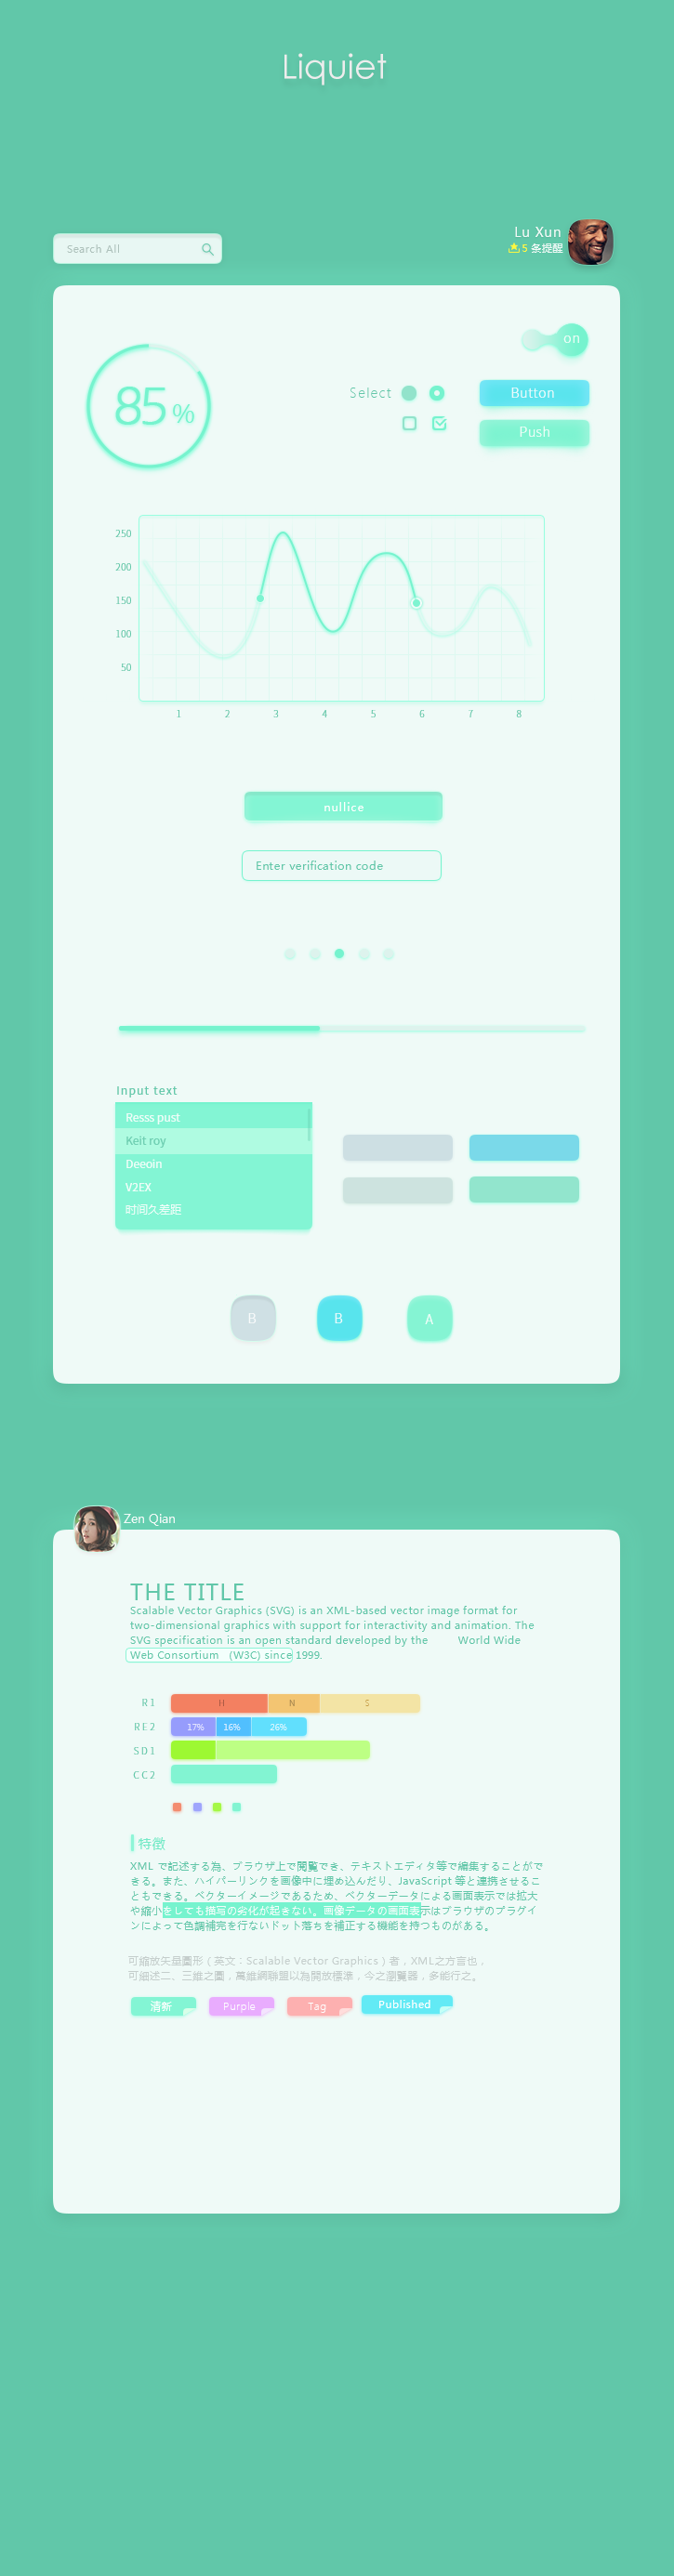 Liquiet
Search All
Lu Xun
5 条提醒
on
85 %
Select
Button
Push
250
200
150
100
50
1 2 3 4 5 6 7 8
nullice
Enter verification code
Input text
Resss pust
Keit roy
Deeoin
V2EX
时间久差距
B B A
Zen Qian
THE TITLE
Scalable Vector Graphics (SVG) is an XML-based vector image format for
two-dimensional graphics with support for interactivity and animation. The
SVG specification is an open standard developed by the World Wide
Web Consortium (W3C) since 1999.
R1 H N S
RE2 17% 16% 26%
SD1
CC2
特徴
XML で記述する為、ブラウザ上で閲覧でき、テキストエディタ等で編集することがで
きる。また、ハイパーリンクを画像中に埋め込んだり、JavaScript 等と連携させるこ
ともできる。ベクターイメージであるため、ベクターデータによる画面表示では拡大
や縮小をしても描写の劣化が起きない。画像データの画面表示はブラウザのプラグイ
ンによって色調補完を行ないドット落ちを補正する機能を持つものがある。
可縮放矢量圖形（英文：Scalable Vector Graphics）者，XML之方言也，
可細述二、三維之圖，萬維網聯盟以為開放標準，今之瀏覽器，多能行之。
清新 Purple Tag Published